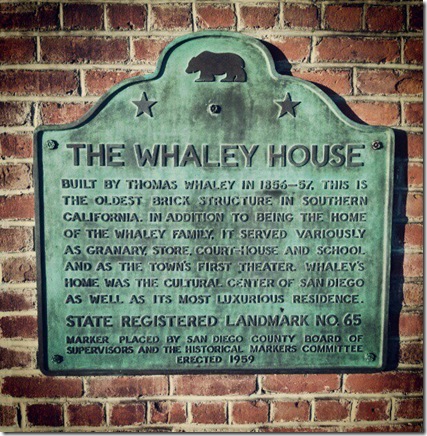 THE WHALEY HOUSE
BUILT BY THOMAS WHALEY IN 1856-57, THIS IS
THE OLDEST BRICK STRUCTURE IN SOUTHERN
CALIFORNIA. IN ADDITION TO BEING THE HOME
OF THE WHALEY FAMILY, IT SERVED VARIOUSLY
AS GRANARY, STORE, COURT-HOUSE AND SCHOOL
AND AS THE TOWN'S FIRST THEATER. WHALEY'S
HOME WAS THE CULTURAL CENTER OF SAN DIEGO
AS WELL AS ITS MOST LUXURIOUS RESIDENCE.
STATE REGISTERED LANDMARK NO. 65
MARKER PLACED BY SAN DIEGO COUNTY BOARD OF
SUPERVISORS AND THE HISTORICAL MARKERS COMMITTEE
ERECTED 1959